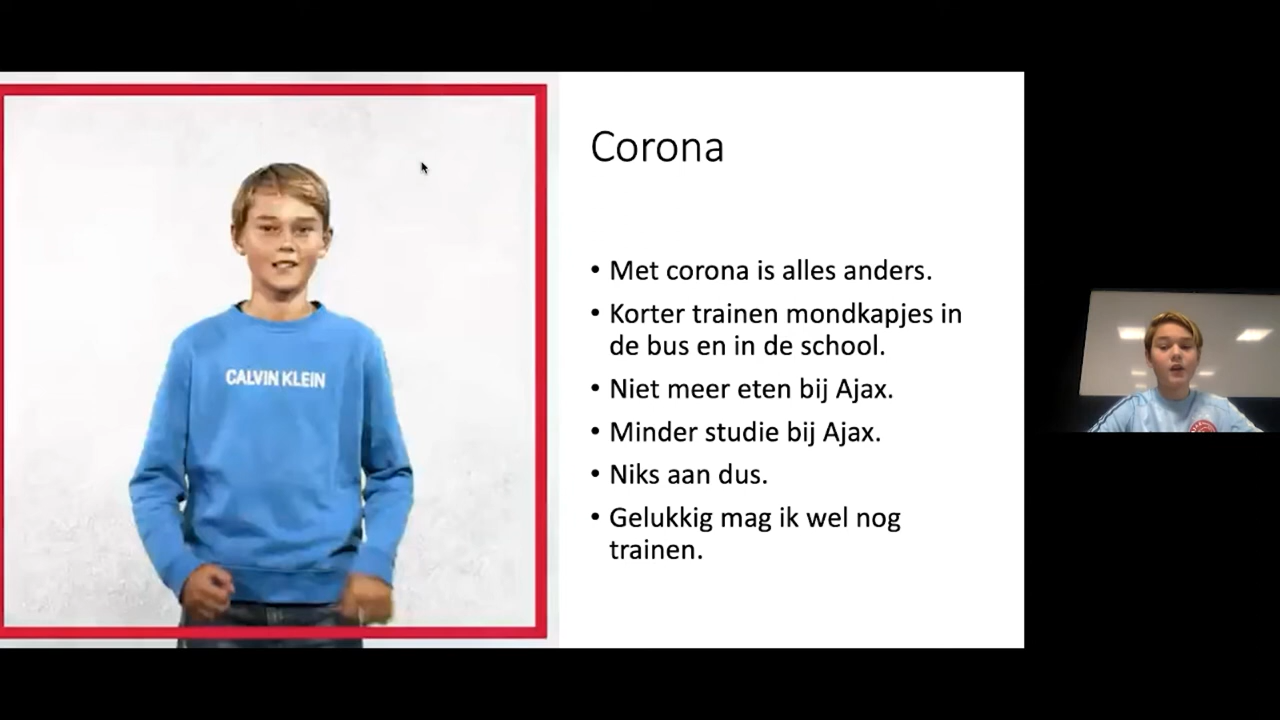 Corona
• Met corona is alles anders.
• Korter trainen mondkapjes in
de bus en in de school.
• Niet meer eten bij Ajax.
• Minder studie bij Ajax.
• Niks aan dus.
• Gelukkig mag ik wel nog
trainen.
CALVIN KLEIN